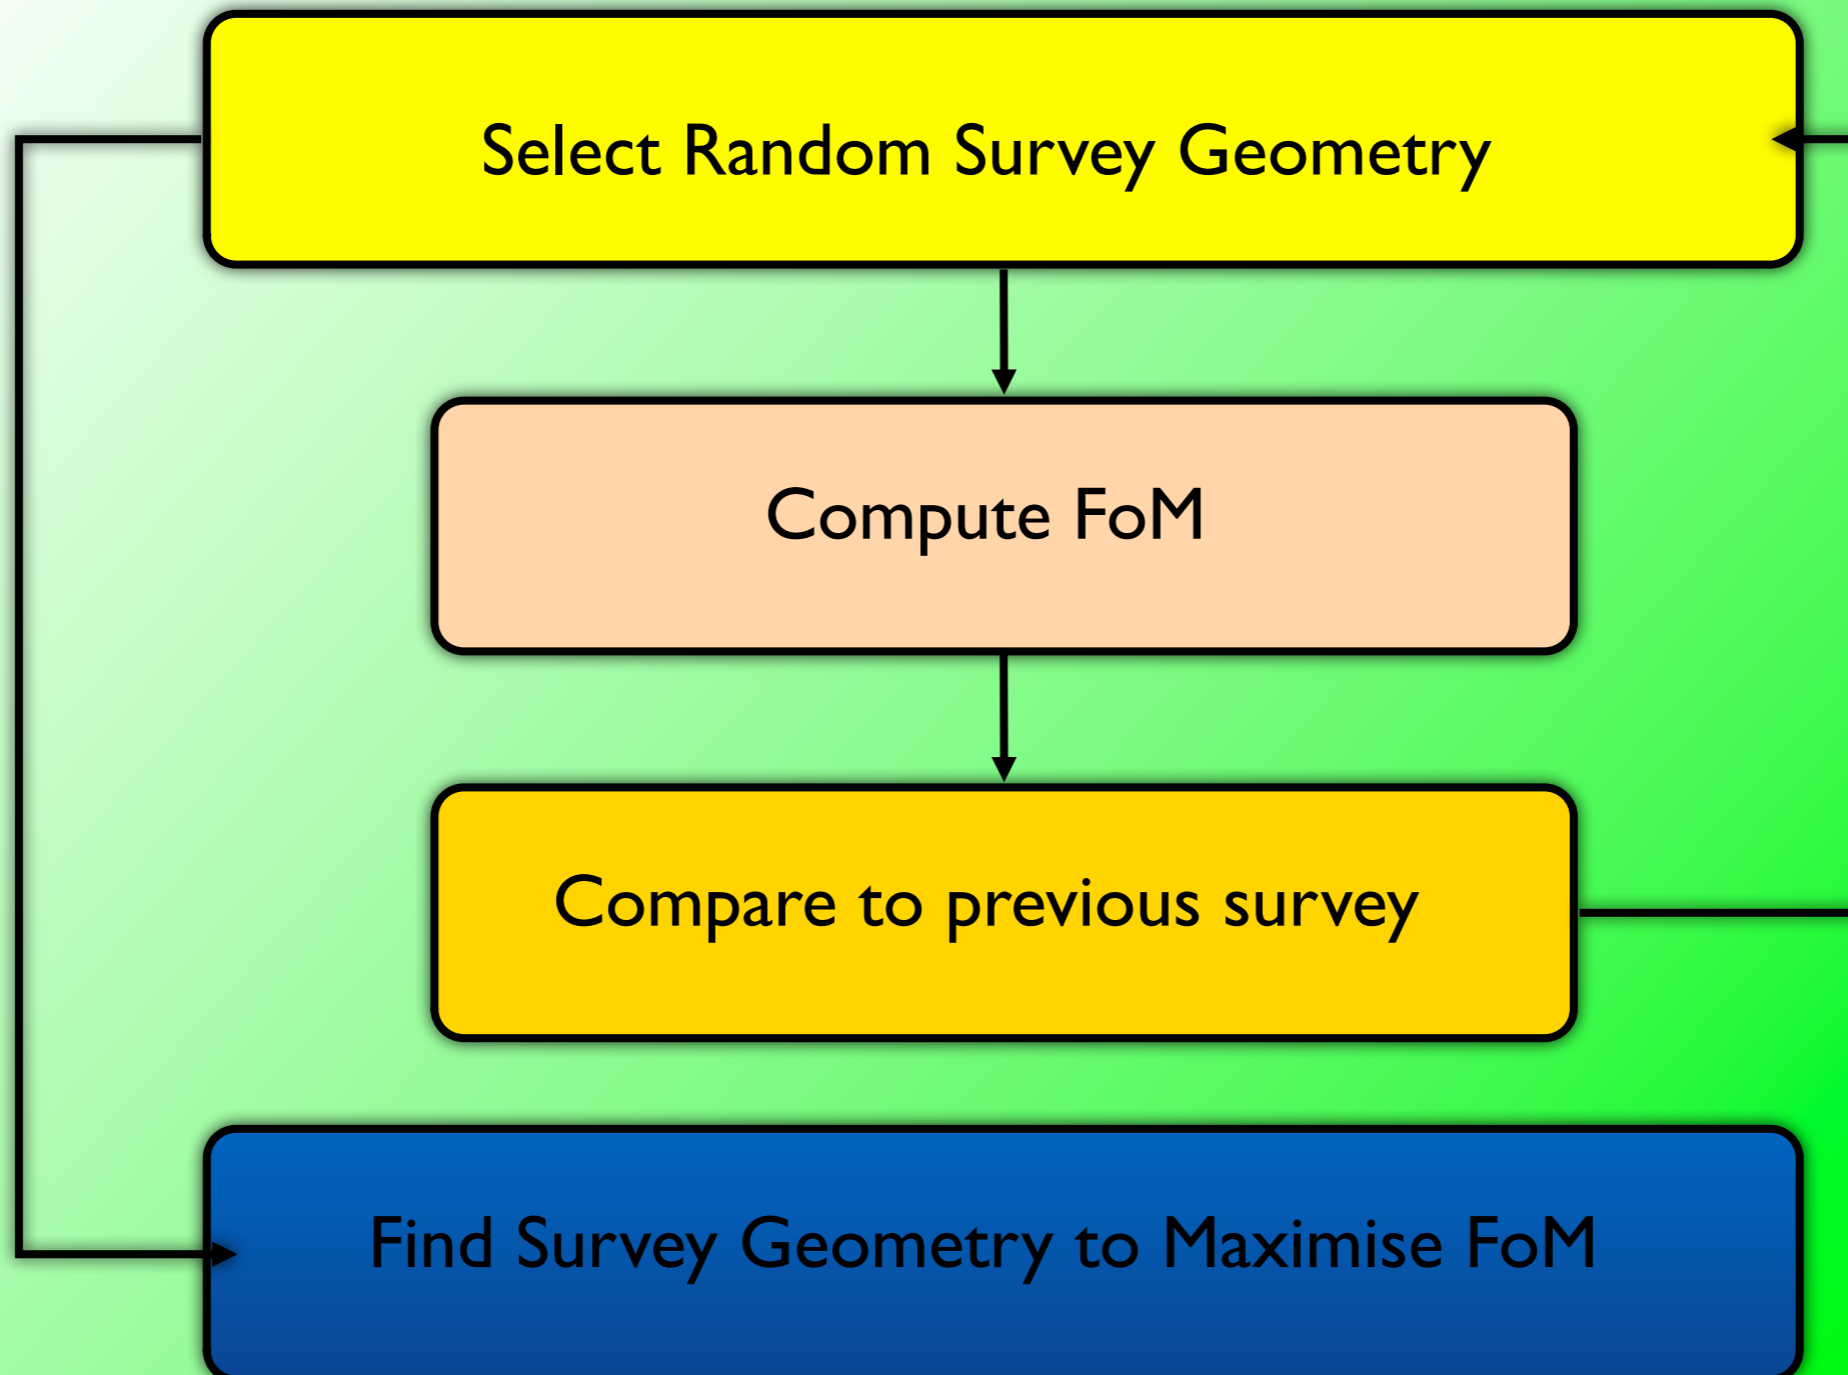 Select Random Survey Geometry
Compute FoM
Compare to previous survey
Find Survey Geometry to Maximise FoM